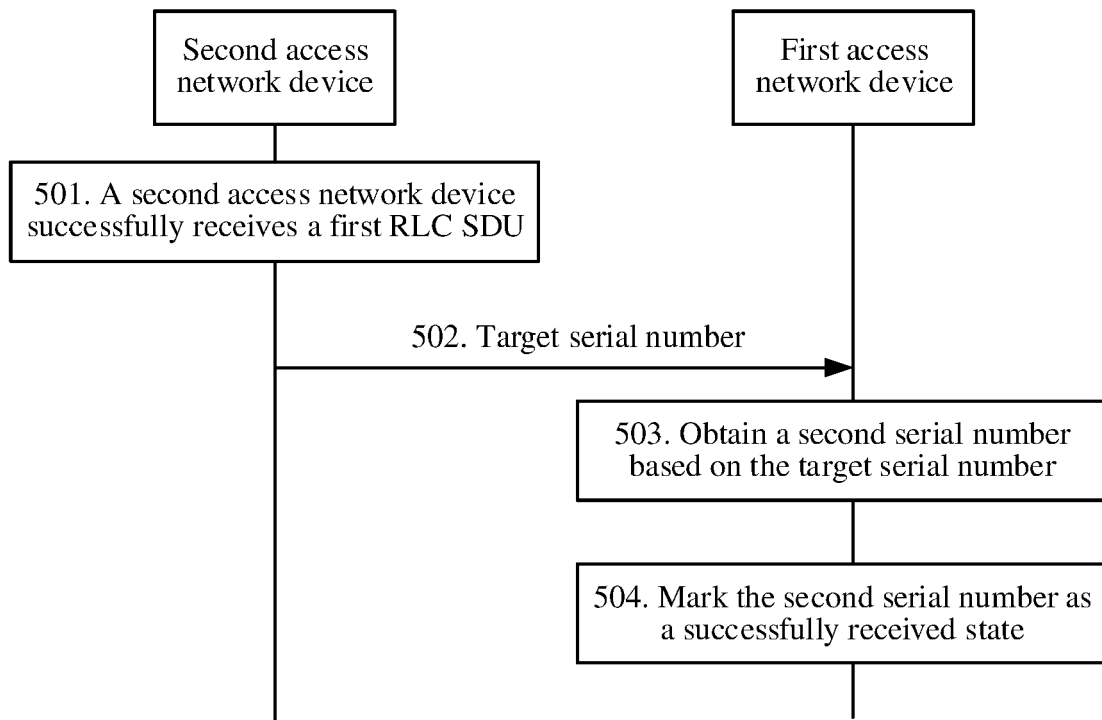 Second access
network device
First access
network device
501. A second access network device
successfully receives a first RLC SDU
502. Target serial number
503. Obtain a second serial number
based on the target serial number
504. Mark the second serial number as
a successfully received state